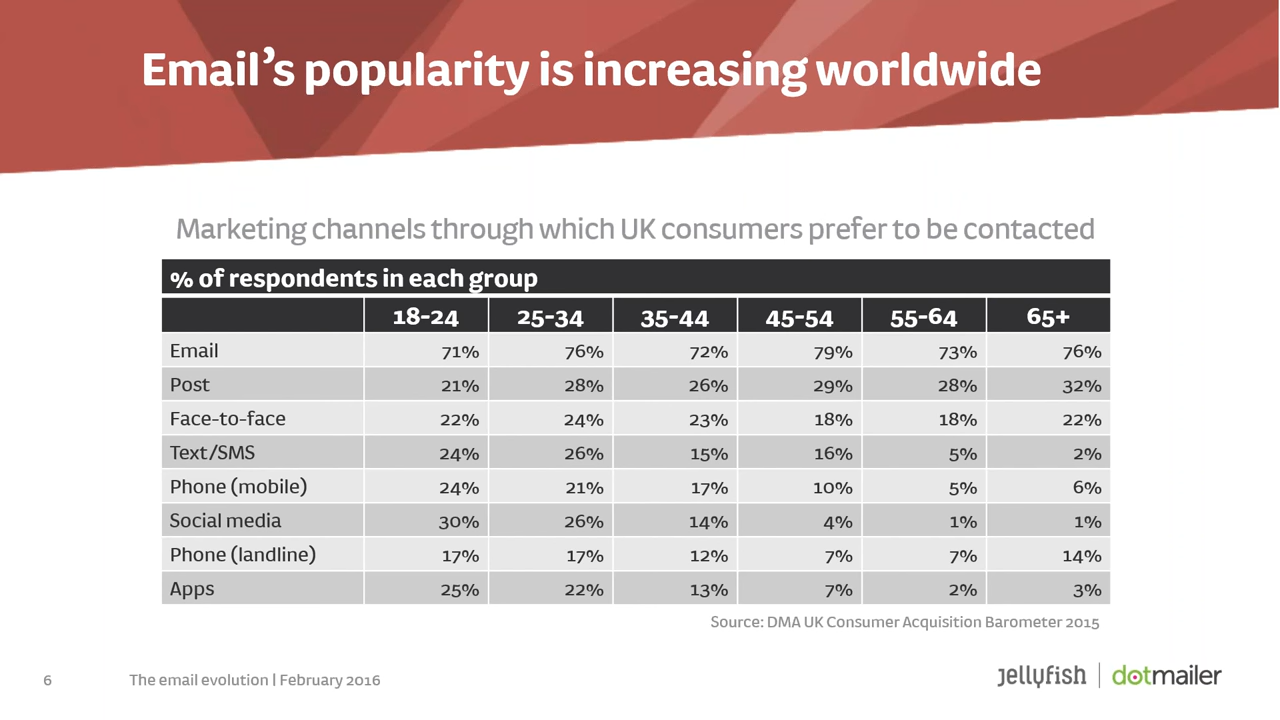 Email's popularity is increasing worldwide
Marketing channels through which UK consumers prefer to be contacted
% of respondents in each group
18-24 25-34 35-44 45-54 55-64 65+
Email 71% 76% 72% 79% 73% 76%
Post 21% 28% 26% 29% 28% 32%
Face-to-face 22% 24% 23% 18% 18% 22%
Text/SMS 24% 26% 15% 16% 5% 2%
Phone (mobile) 24% 21% 17% 10% 5% 6%
Social media 30% 26% 14% 4% 1% 1%
Phone (landline) 17% 17% 12% 7% 7% 14%
Apps 25% 22% 13% 7% 2% 3%
Source: DMA UK Consumer Acquisition Barometer 2015
6 The email evolution | February 2016 jellyfish | dotmailer